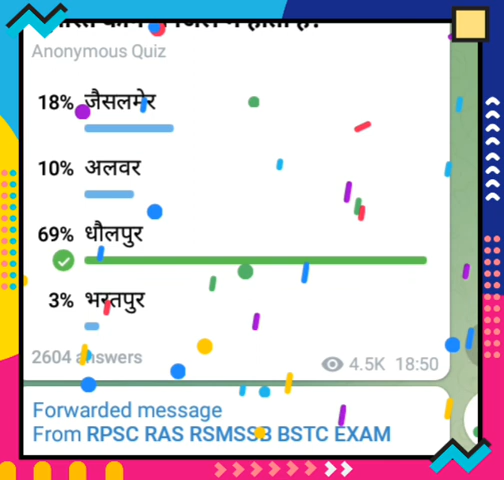 Anonymous Quiz
18% जैसलमेर
10% अलवर
69% धौलपुर
3% भरतपुर
2604 answers
4.5K 18:50
Forwarded message
From RPSC RAS RSMSSB BSTC EXAM